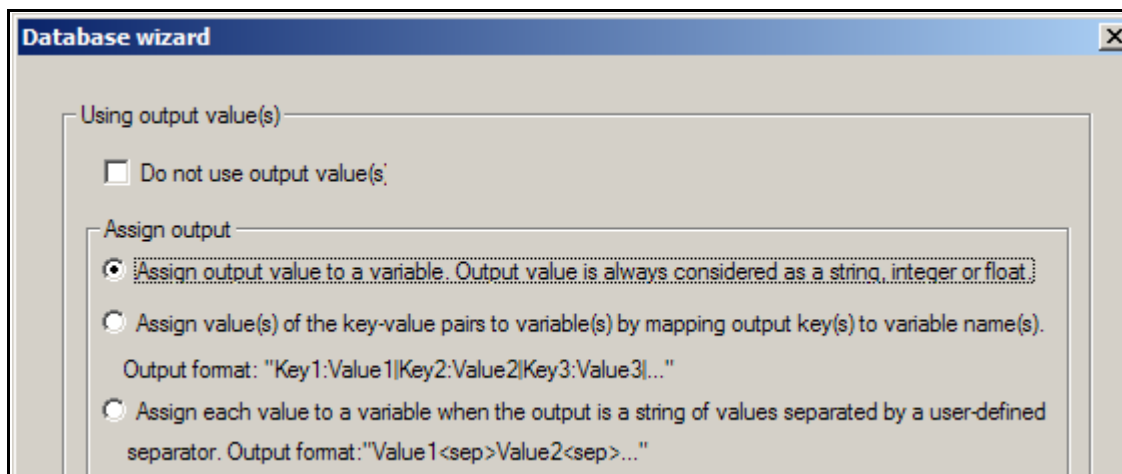 Database wizard
Using output value(s)
Do not use output value(s)
Assign output
Assign output value to a variable. Output value is always considered as a string, integer or float.
Assign value(s) of the key-value pairs to variable(s) by mapping output key(s) to variable name(s).
Output format: "Key1:Value1|Key2:Value2|Key3:Value3|..."
Assign each value to a variable when the output is a string of values separated by a user-defined
separator. Output format:"Value1<sep>Value2<sep>..."